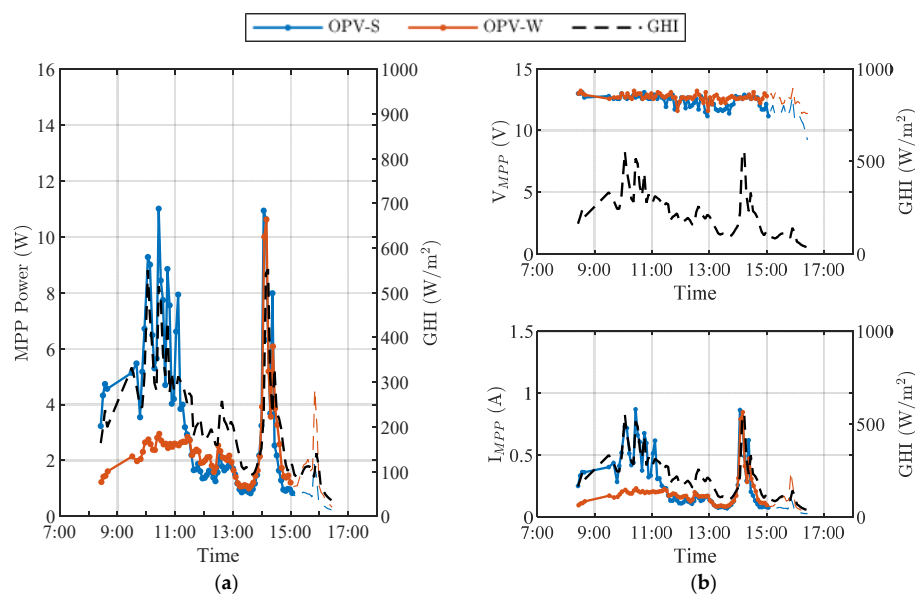 OPV-S OPV-W GHI
16
14
12
10
8
6
4
2
0
MPP Power (W)
1000
900
800
700
600
500
400
300
200
100
0
GHI (W/m²)
7:00 9:00 11:00 13:00 15:00 17:00
Time
(a)
15
10
5
0
V_MPP (V)
1000
500
0
GHI (W/m²)
7:00 9:00 11:00 13:00 15:00 17:00
Time
1.5
1
0.5
0
I_MPP (A)
1000
500
0
GHI (W/m²)
7:00 9:00 11:00 13:00 15:00 17:00
Time
(b)